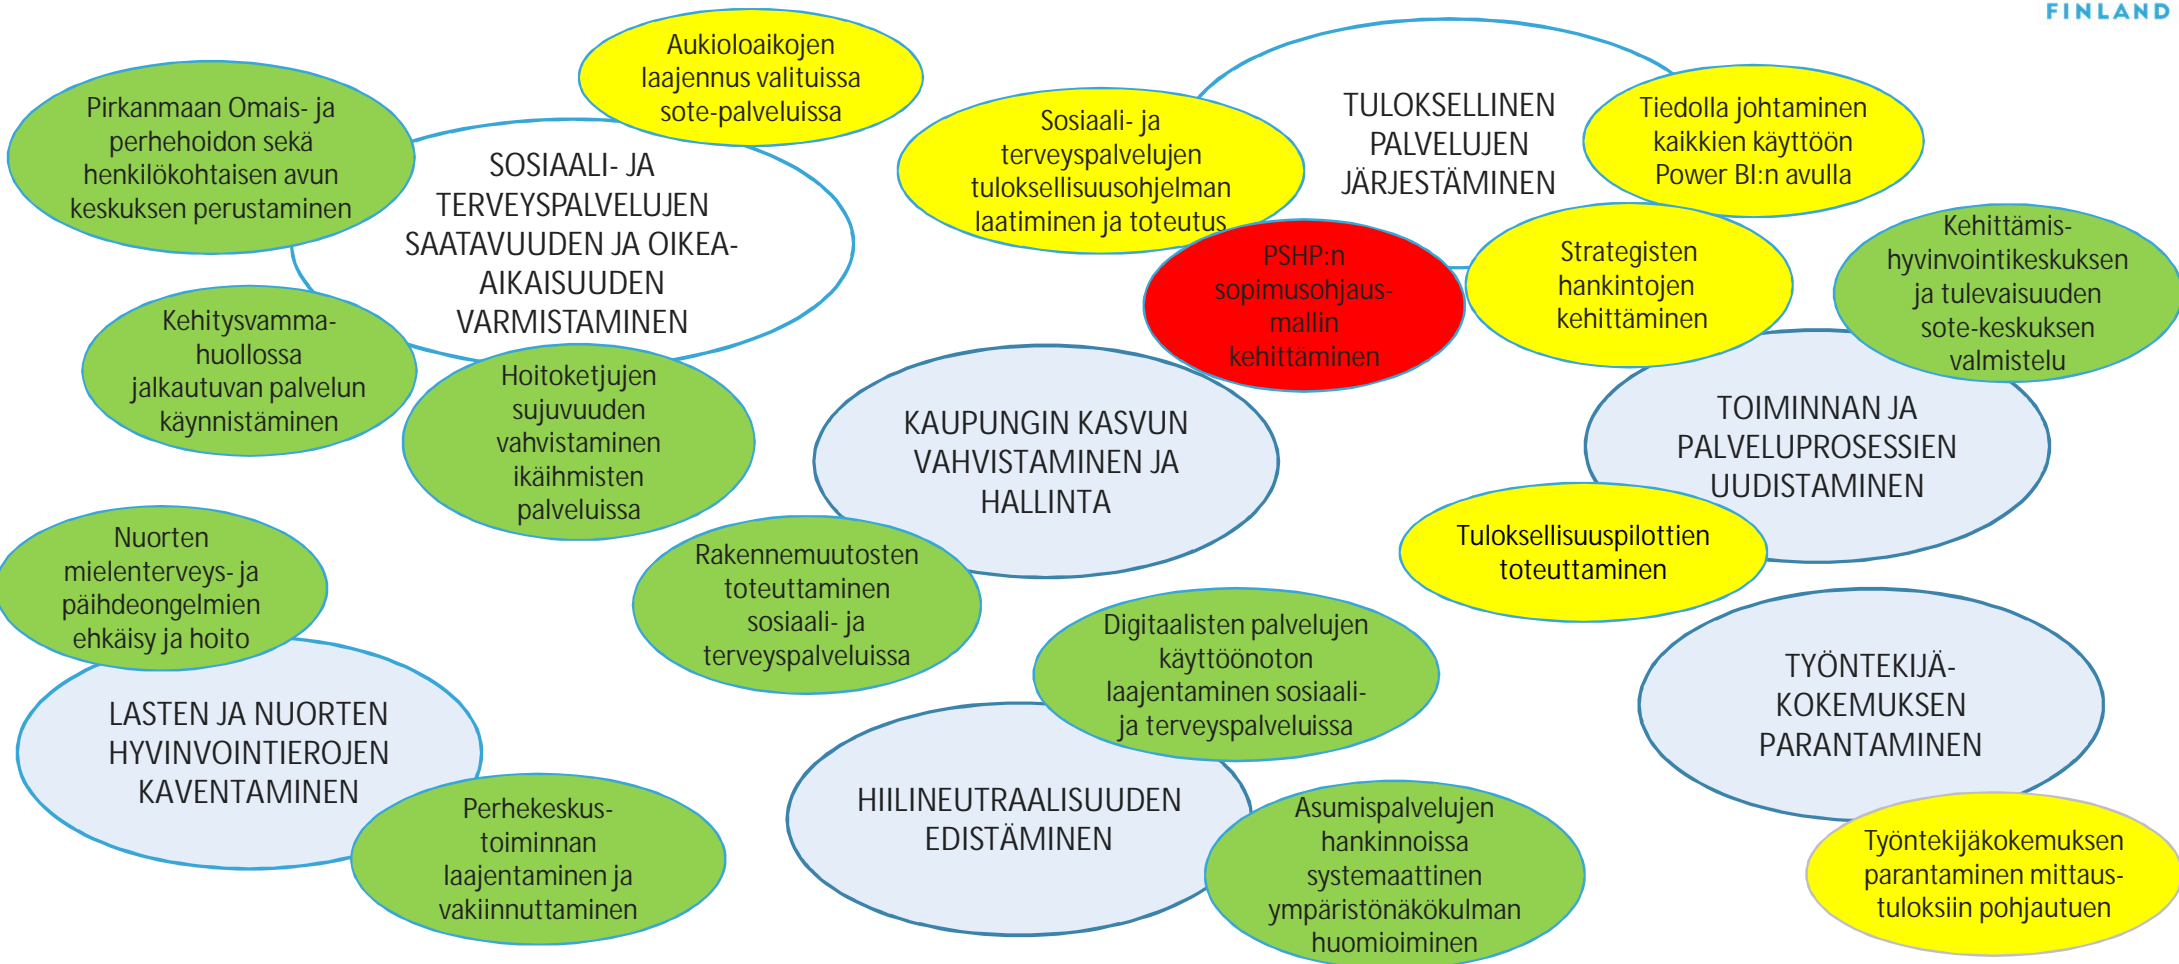 FINLAND
Pirkanmaan Omais- ja
perhehoidon sekä
henkilökohtaisen avun
keskuksen perustaminen
Aukioloaikojen
laajennus valituissa
sote-palveluissa
SOSIAALI- JA
TERVEYSPALVELUJEN
SAATAVUUDEN JA OIKEA-
AIKAISUUDEN
VARMISTAMINEN
Kehitysvamma-
huollossa
jalkautuvan palvelun
käynnistäminen
Hoitoketjujen
sujuvuuden
vahvistaminen
ikäihmisten
palveluissa
Sosiaali- ja
terveyspalvelujen
tuloksellisuusohjelman
laatiminen ja toteutus
TULOKSELLINEN
PALVELUJEN
JÄRJESTÄMINEN
Tiedolla johtaminen
kaikkien käyttöön
Power BI:n avulla
PSHP:n
sopimusohjaus-
mallin
kehittäminen
Strategisten
hankintojen
kehittäminen
Kehittämis-
hyvinvointikeskuksen
ja tulevaisuuden
sote-keskuksen
valmistelu
KAUPUNGIN KASVUN
VAHVISTAMINEN JA
HALLINTA
Rakennemuutosten
toteuttaminen
sosiaali- ja
terveyspalveluissa
TOIMINNAN JA
PALVELUPROSESSIEN
UUDISTAMINEN
Tuloksellisuuspilottien
toteuttaminen
Nuorten
mielenterveys- ja
päihdeongelmien
ehkäisy ja hoito
LASTEN JA NUORTEN
HYVINVOINTIEROJEN
KAVENTAMINEN
Perhekeskus-
toiminnan
laajentaminen ja
vakiinnuttaminen
Digitaalisten palvelujen
käyttöönoton
laajentaminen sosiaali-
ja terveyspalveluissa
HIILINEUTRAALISUUDEN
EDISTÄMINEN
Asumispalvelujen
hankinnoissa
systemaattinen
ympäristönäkökulman
huomioiminen
TYÖNTEKIJÄ-
KOKEMUKSEN
PARANTAMINEN
Työntekijäkokemuksen
parantaminen mittaus-
tuloksiin pohjautuen